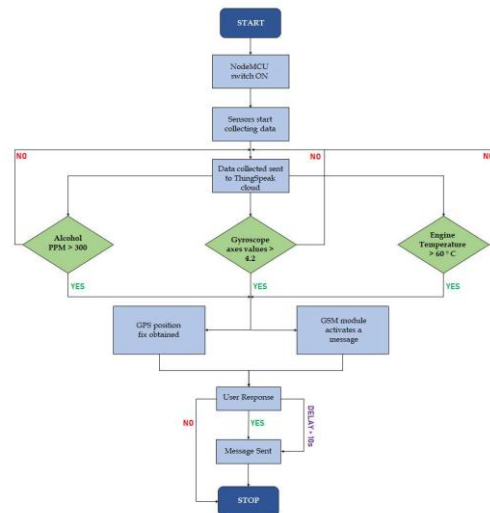 START
NodeMCU
switch ON
Sensors start
collecting data
NO
NO
NO
Data collected sent
to ThingSpeak
cloud
Alcohol
PPM > 300
Gyroscope
axes values >
4.2
Engine
Temperature
> 60 ° C
YES
YES
YES
GPS position
fix obtained
GSM module
activates a
message
User Response
NO
YES
DELAY - 10s
Message Sent
STOP